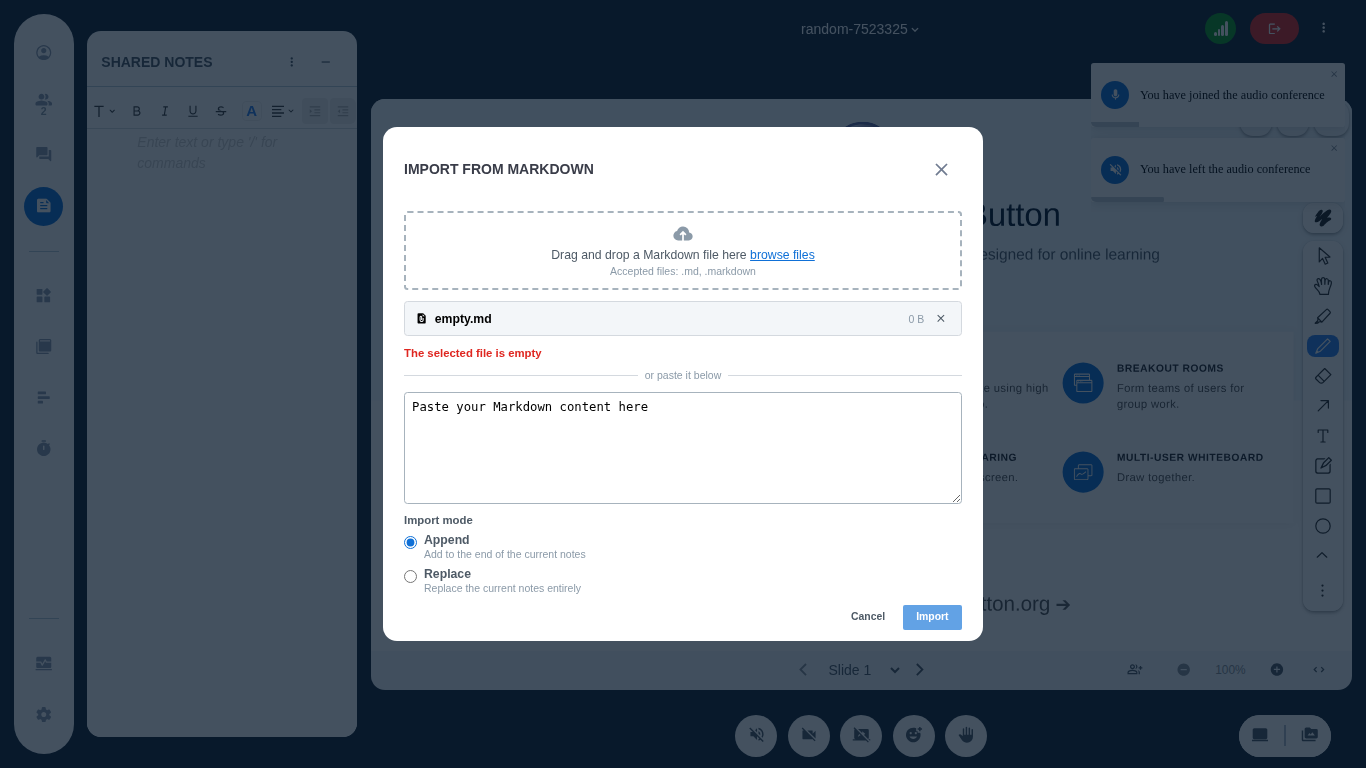 random-7523325
SHARED NOTES
2
Enter text or type '/' for
commands
You have joined the audio conference
You have left the audio conference
IMPORT FROM MARKDOWN
Drag and drop a Markdown file here browse files
Accepted files: .md, .markdown
empty.md 0 B
The selected file is empty
or paste it below
Paste your Markdown content here
Import mode
Append
Add to the end of the current notes
Replace
Replace the current notes entirely
Cancel Import
Button
designed for online learning
using high
BREAKOUT ROOMS
Form teams of users for
group work.
screen.
MULTI-USER WHITEBOARD
Draw together.
Slide 1
100%